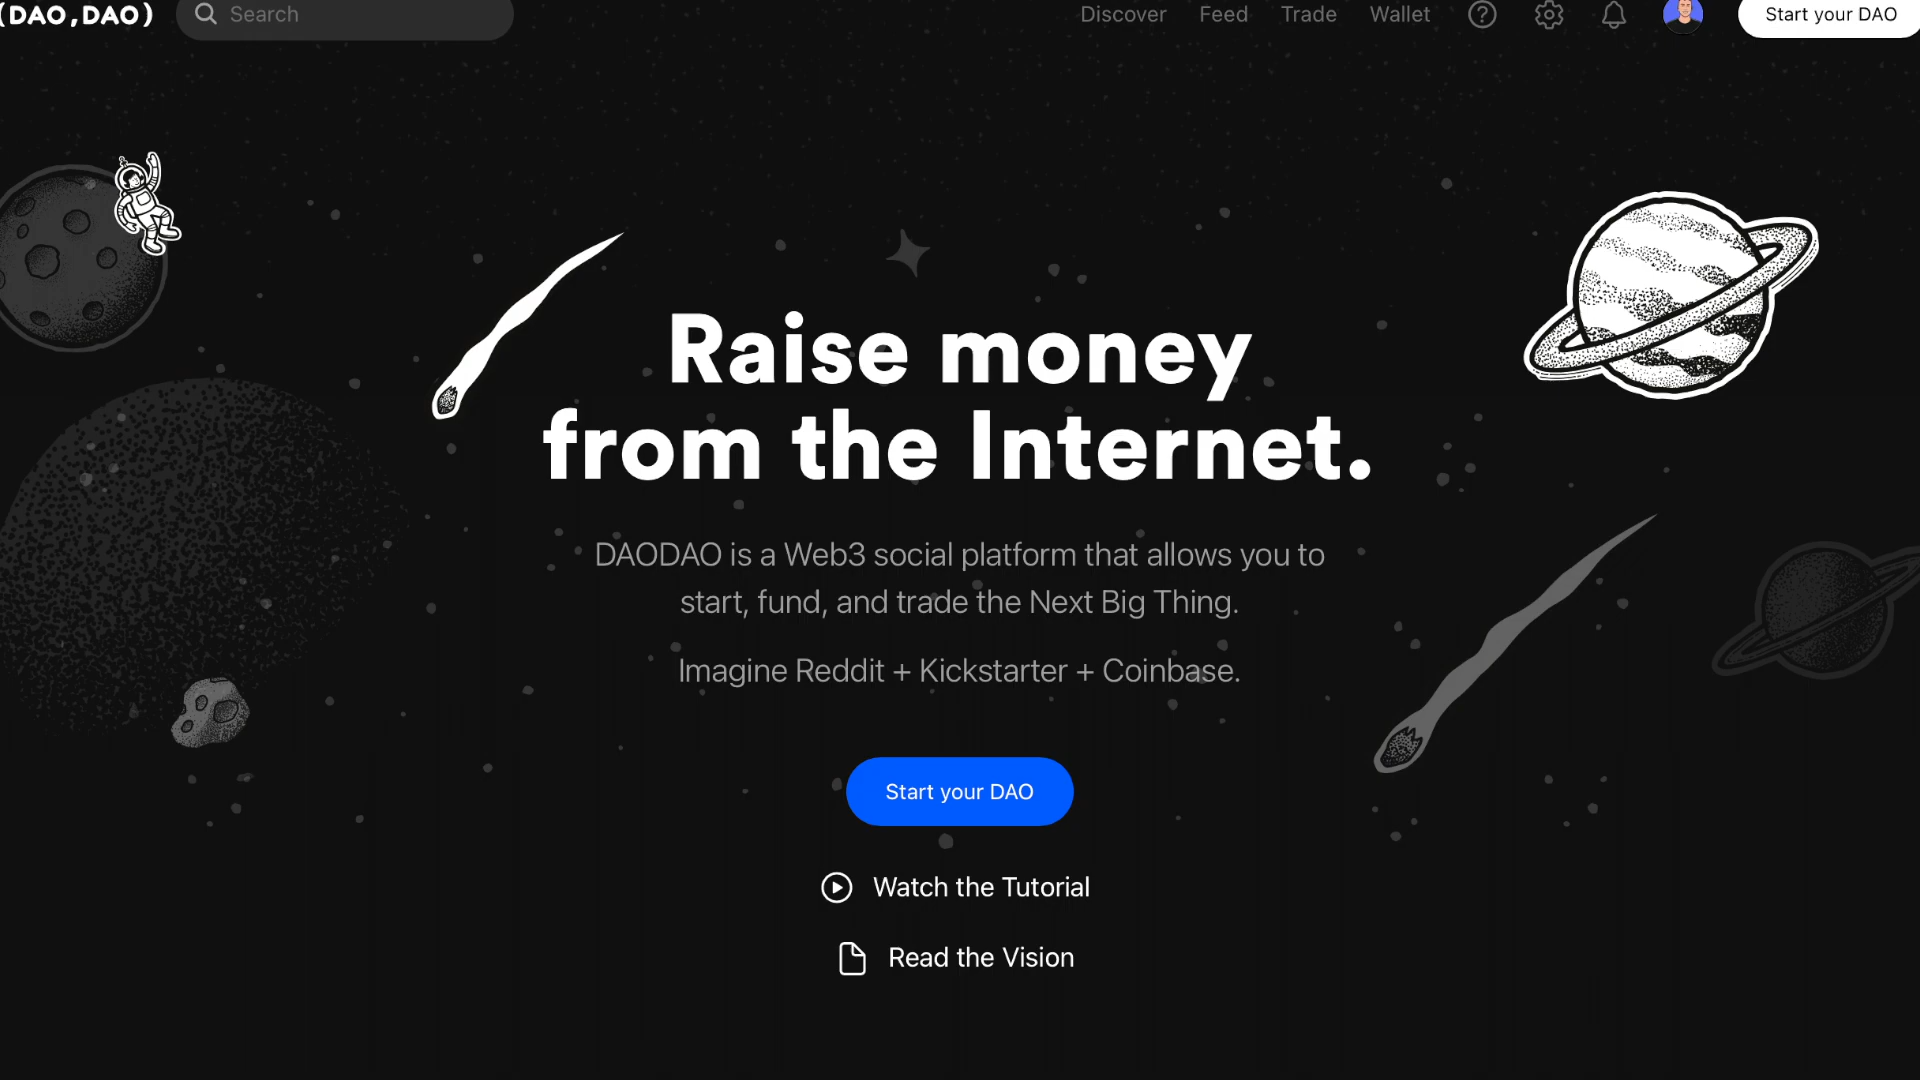 (DAO,DAO)
Search
Discover
Feed
Trade
Wallet
Start your DAO
Raise money
from the Internet.
DAODAO is a Web3 social platform that allows you to
start, fund, and trade the Next Big Thing.
Imagine Reddit + Kickstarter + Coinbase.
Start your DAO
Watch the Tutorial
Read the Vision